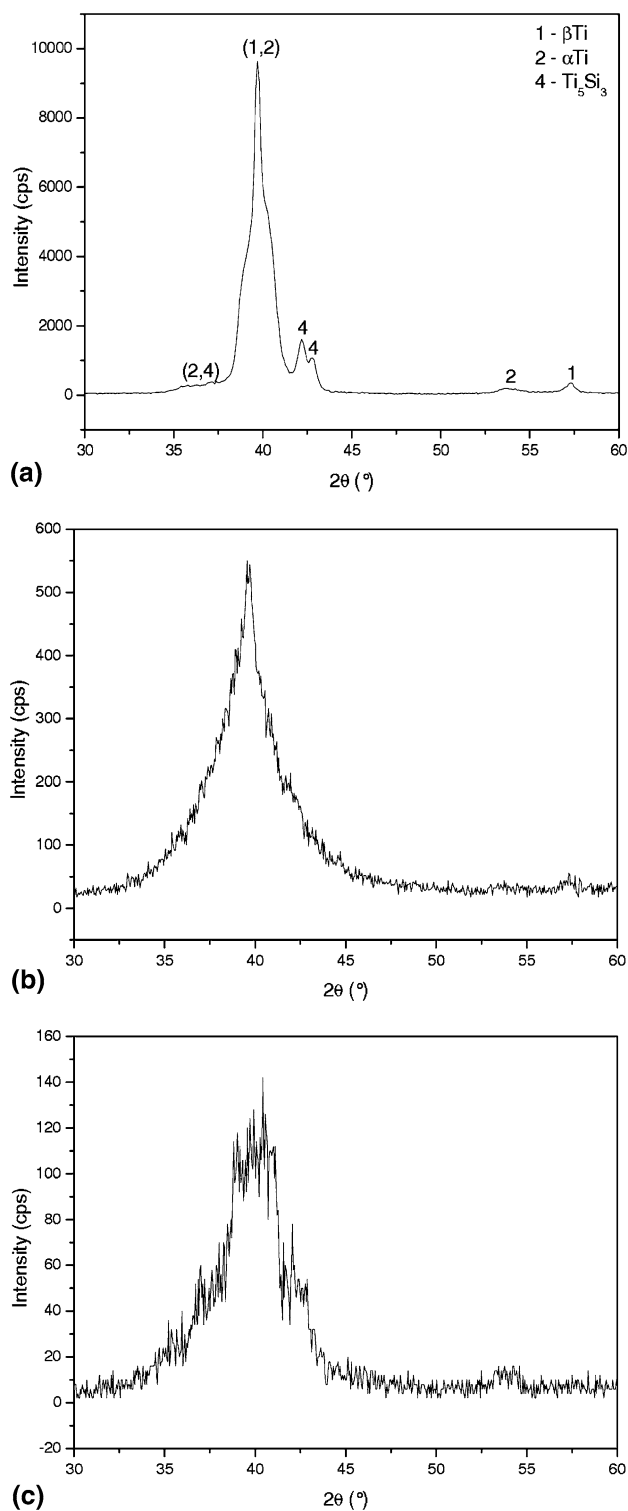 10000
8000
6000
4000
2000
0
Intensity (cps)
(1,2)
1 - βTi
2 - αTi
4 - Ti₅Si₃
(2,4)
4
4
2
1
30 35 40 45 50 55 60
2θ (°)
(a)
600
500
400
300
200
100
0
Intensity (cps)
30 35 40 45 50 55 60
2θ (°)
(b)
160
140
120
100
80
60
40
20
0
-20
Intensity (cps)
30 35 40 45 50 55 60
2θ (°)
(c)